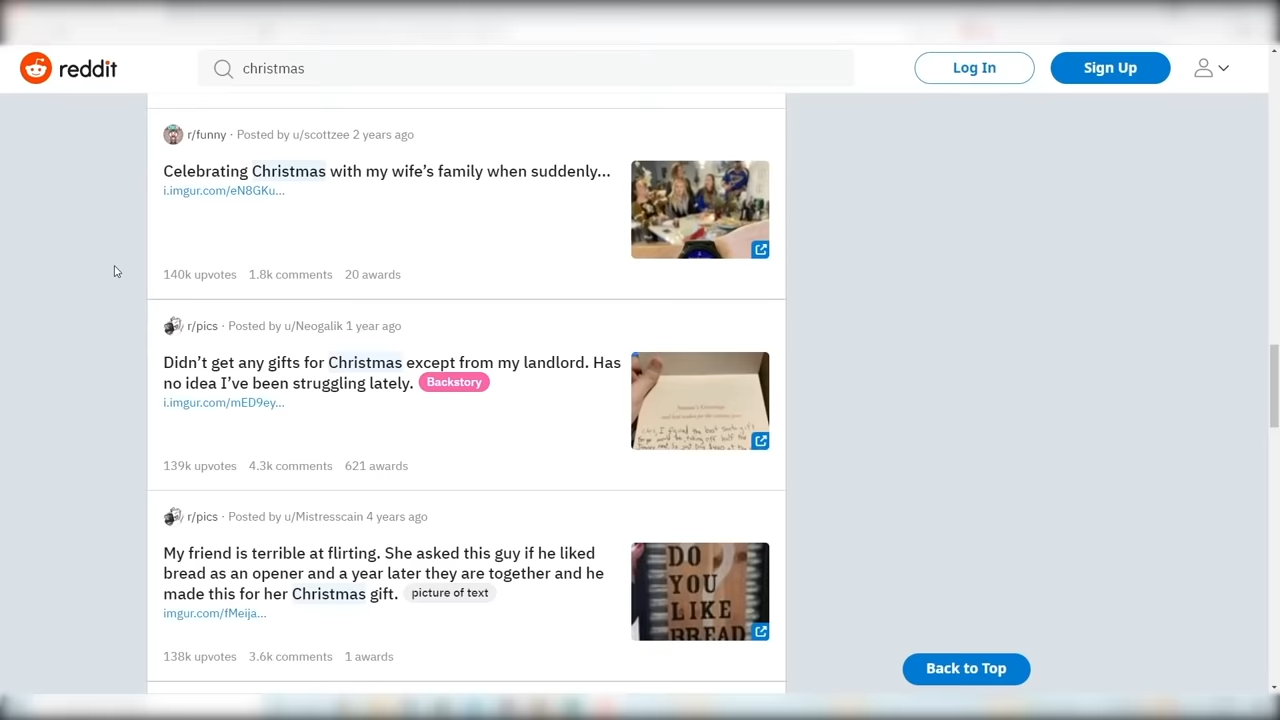 reddit
christmas
Log In
Sign Up
r/funny · Posted by u/scottzee 2 years ago
Celebrating Christmas with my wife’s family when suddenly...
i.imgur.com/eN8GKu...
140k upvotes 1.8k comments 20 awards
r/pics · Posted by u/Neogalik 1 year ago
Didn’t get any gifts for Christmas except from my landlord. Has
no idea I’ve been struggling lately. Backstory
i.imgur.com/mED9ey...
139k upvotes 4.3k comments 621 awards
r/pics · Posted by u/Mistresscain 4 years ago
My friend is terrible at flirting. She asked this guy if he liked
bread as an opener and a year later they are together and he
made this for her Christmas gift. picture of text
imgur.com/fMeija...
DO
YOU
LIKE
BREAD
138k upvotes 3.6k comments 1 awards
Back to Top